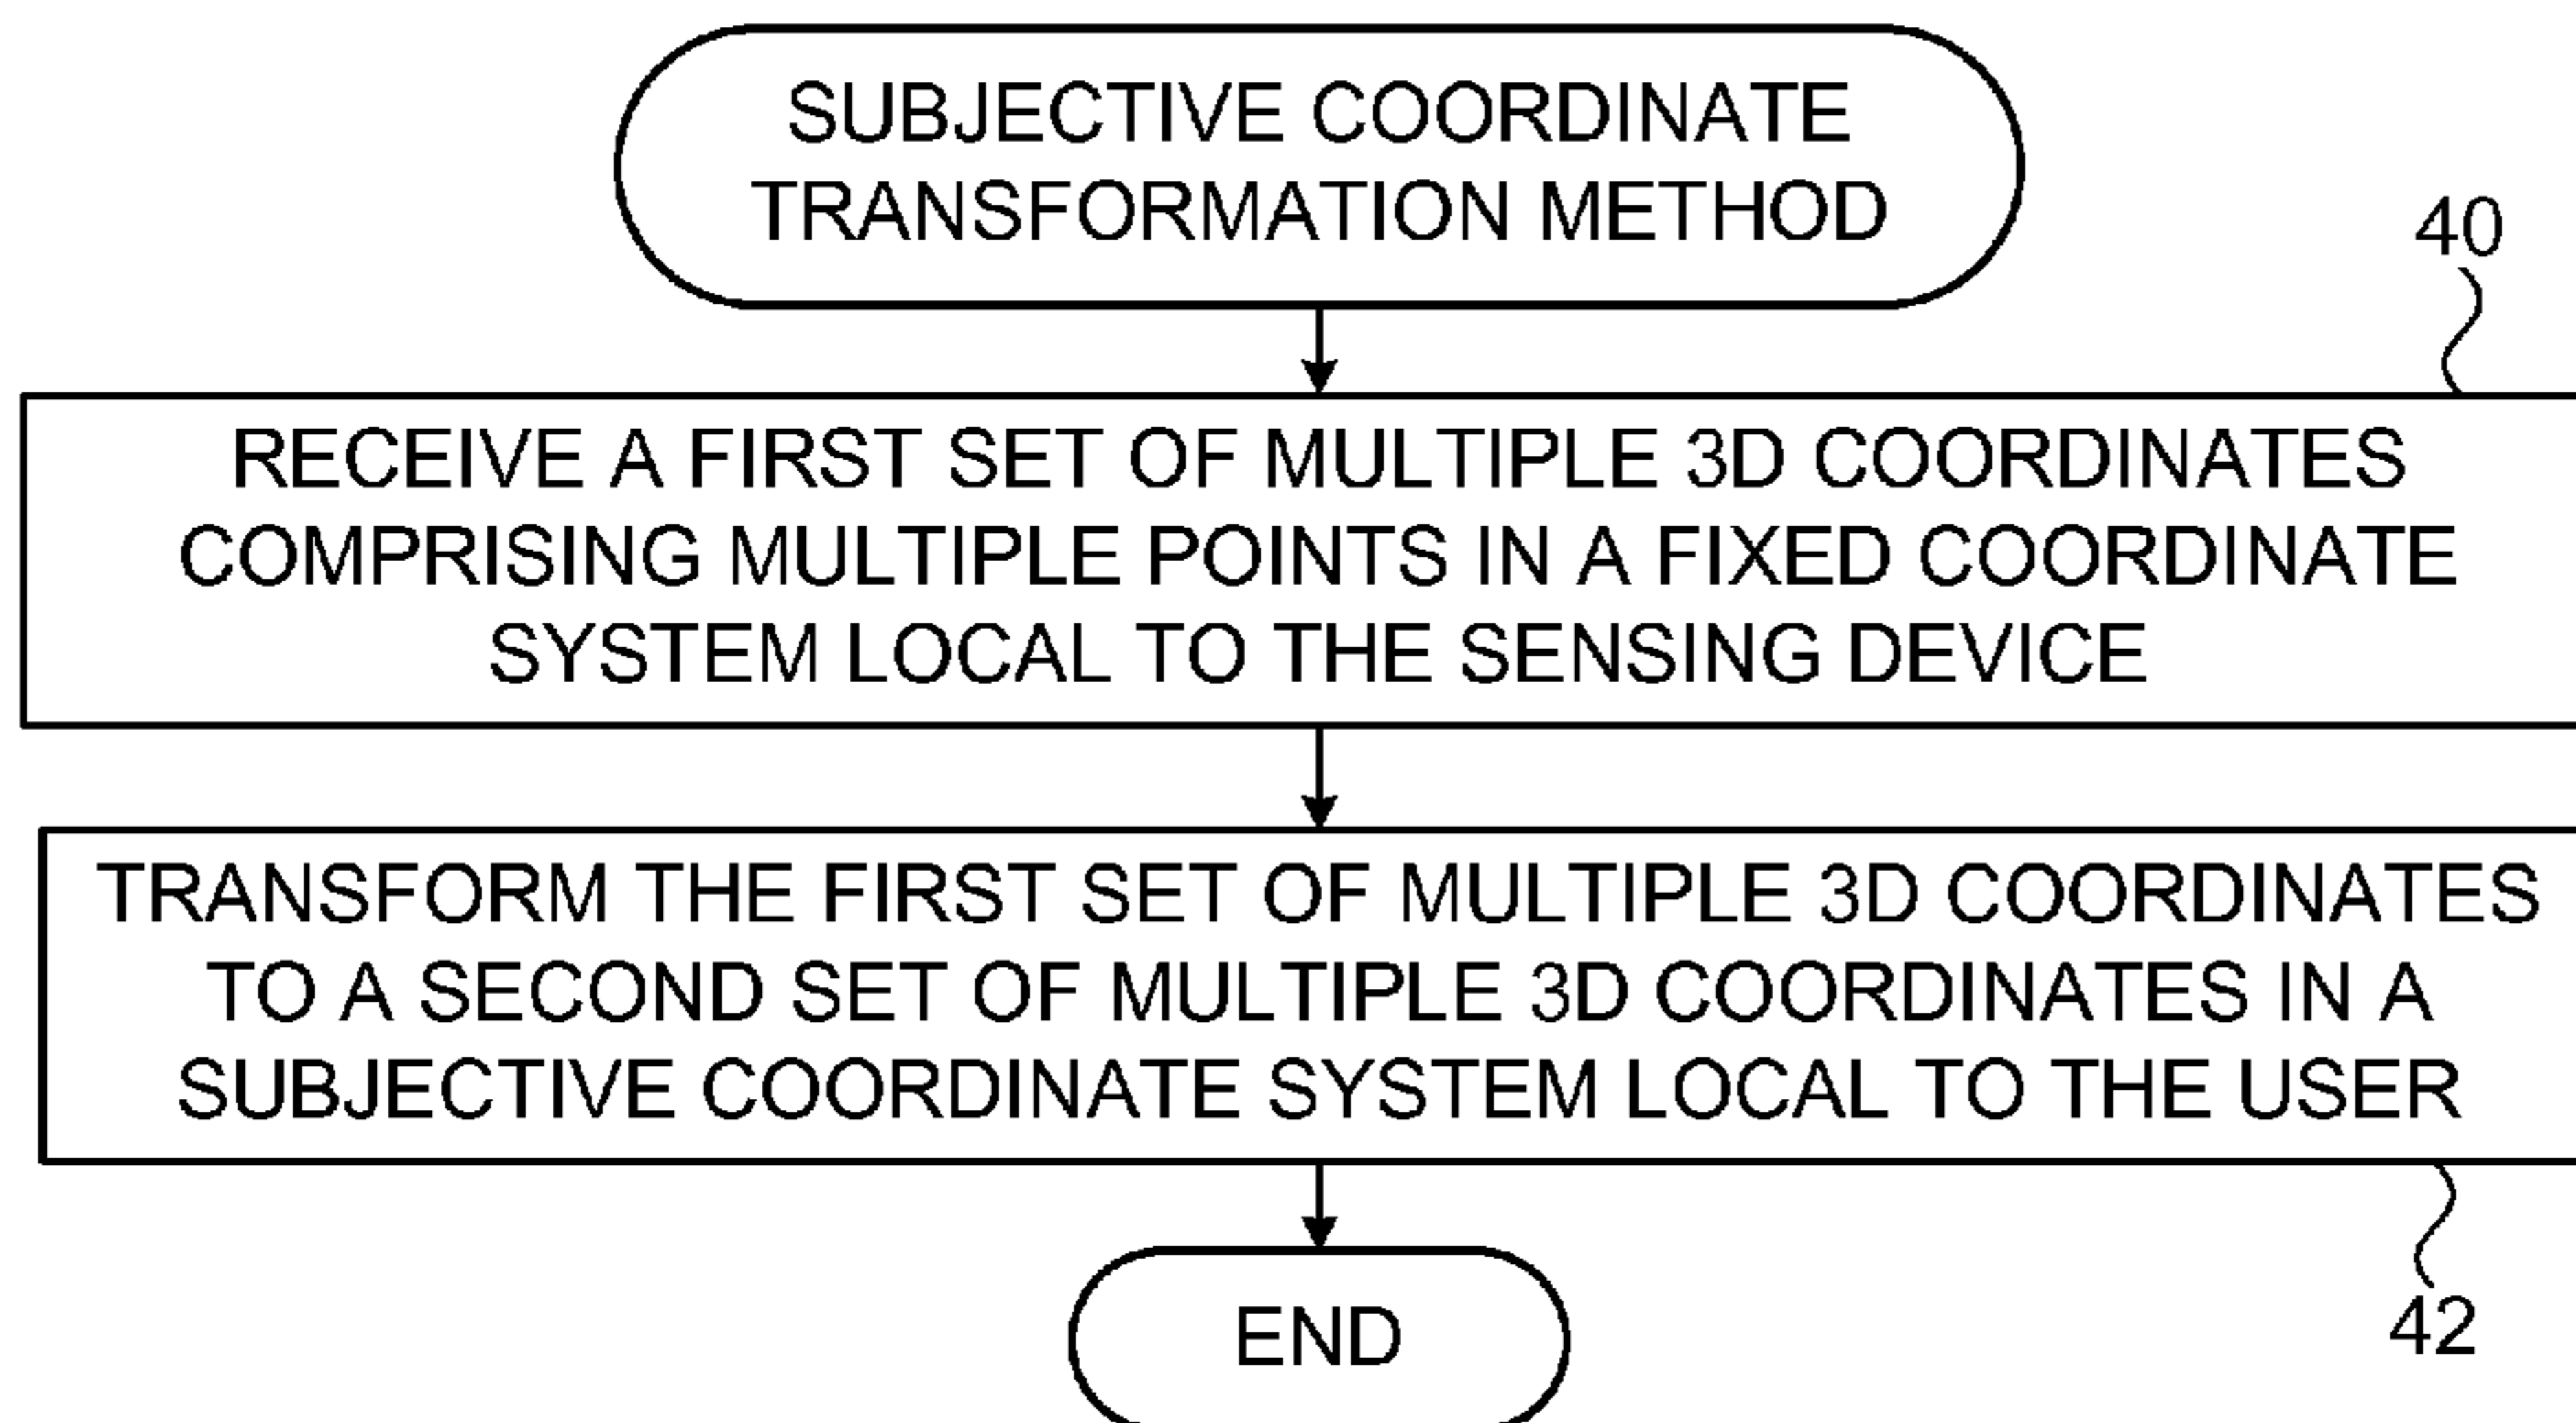 SUBJECTIVE COORDINATE
TRANSFORMATION METHOD
40
RECEIVE A FIRST SET OF MULTIPLE 3D COORDINATES
COMPRISING MULTIPLE POINTS IN A FIXED COORDINATE
SYSTEM LOCAL TO THE SENSING DEVICE
TRANSFORM THE FIRST SET OF MULTIPLE 3D COORDINATES
TO A SECOND SET OF MULTIPLE 3D COORDINATES IN A
SUBJECTIVE COORDINATE SYSTEM LOCAL TO THE USER
END
42